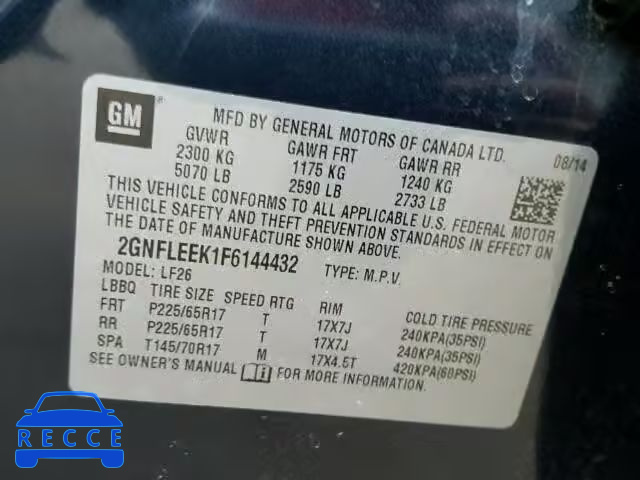 GM ®
MFD BY GENERAL MOTORS OF CANADA LTD. 08/14
GVWR GAWR FRT GAWR RR
2300 KG 1175 KG 1240 KG
5070 LB 2590 LB 2733 LB
THIS VEHICLE CONFORMS TO ALL APPLICABLE U.S. FEDERAL MOTOR
VEHICLE SAFETY AND THEFT PREVENTION STANDARDS IN EFFECT ON
THE DATE OF MANUFACTURE SHOWN ABOVE.
2GNFLEEK1F6144432 TYPE: M.P.V.
MODEL: LF26
LBBQ TIRE SIZE SPEED RTG RIM COLD TIRE PRESSURE
FRT P225/65R17 T 17X7J 240KPA(35PSI)
RR P225/65R17 T 17X7J 240KPA(35PSI)
SPA T145/70R17 M 17X4.5T 420KPA(60PSI)
SEE OWNER'S MANUAL FOR MORE INFORMATION.
RECCE